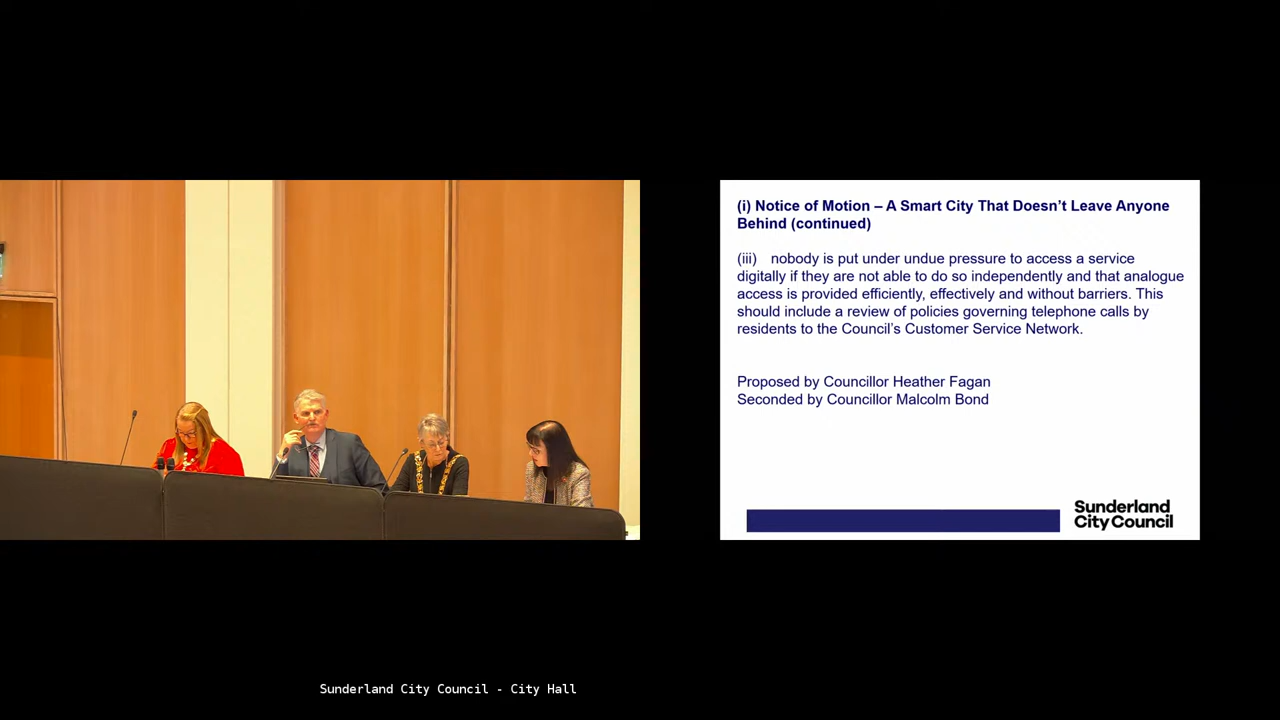 (i) Notice of Motion – A Smart City That Doesn’t Leave Anyone
Behind (continued)
(iii) nobody is put under undue pressure to access a service
digitally if they are not able to do so independently and that analogue
access is provided efficiently, effectively and without barriers. This
should include a review of policies governing telephone calls by
residents to the Council’s Customer Service Network.
Proposed by Councillor Heather Fagan
Seconded by Councillor Malcolm Bond
Sunderland
City Council
Sunderland City Council - City Hall